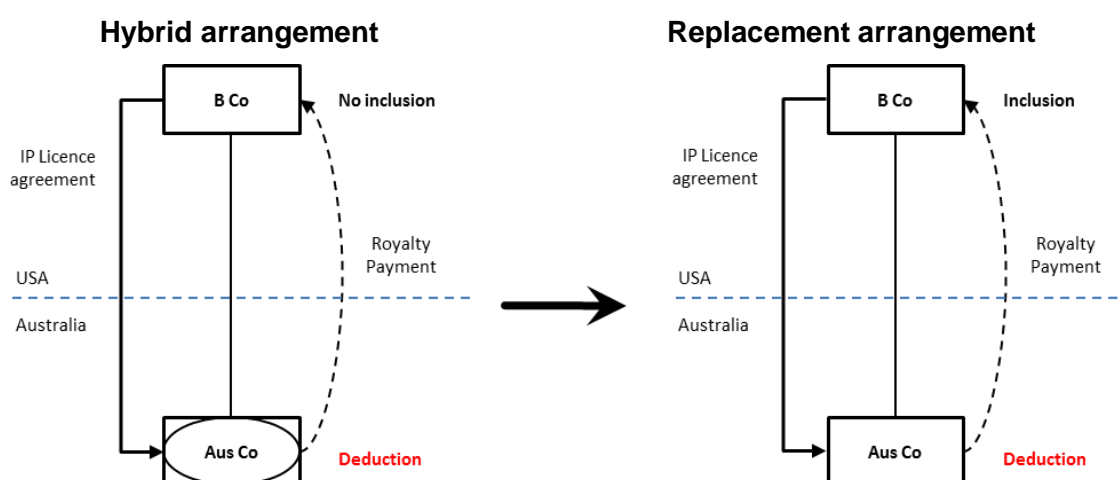 Hybrid arrangement
B Co
No inclusion
IP Licence
agreement
Royalty
Payment
USA
Australia
Aus Co
Deduction
Replacement arrangement
B Co
Inclusion
IP Licence
agreement
Royalty
Payment
USA
Australia
Aus Co
Deduction